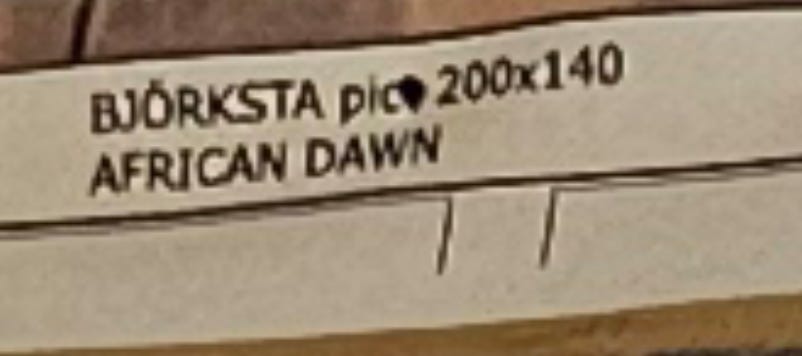 BJÖRKSTA pic 200x140
AFRICAN DAWN